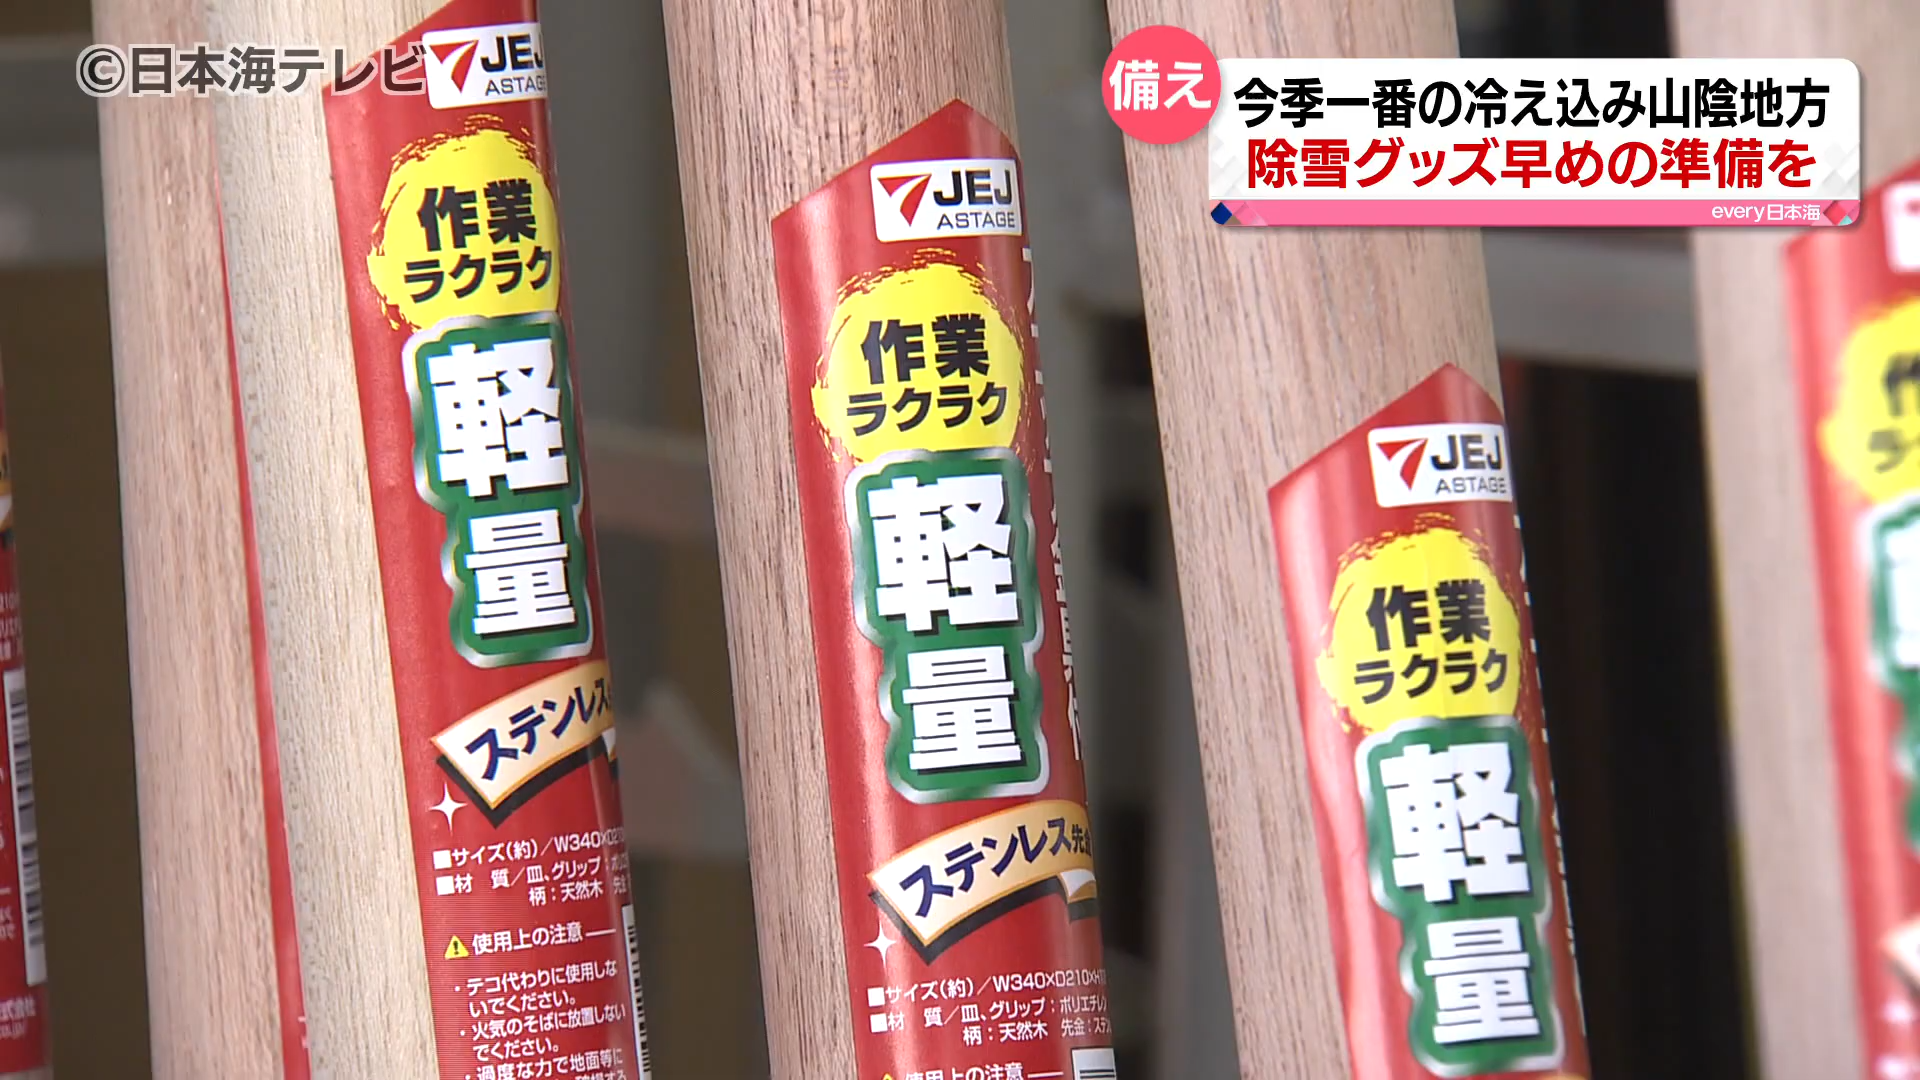 ©日本海テレビ
備え
今季一番の冷え込み山陰地方
除雪グッズ早めの準備を
every日本海
JEJ
ASTAGE
作業
ラクラク
軽量
ステンレス
■サイズ(約)/W340×D210
■材 質/皿、グリップ:ポリエ
柄:天然木 先金
使用上の注意
・テコ代わりに使用しな
いでください。
・火気のそばに放置しない
でください。
・過度な力で地面等に
JEJ
ASTAGE
作業
ラクラク
軽量
ステンレス先金
■サイズ(約)/W340×D210×H
■材 質/皿、グリップ:ポリエチレ
柄:天然木 先金:ステン
使用上の注意
JEJ
ASTAGE
作業
ラクラク
軽量